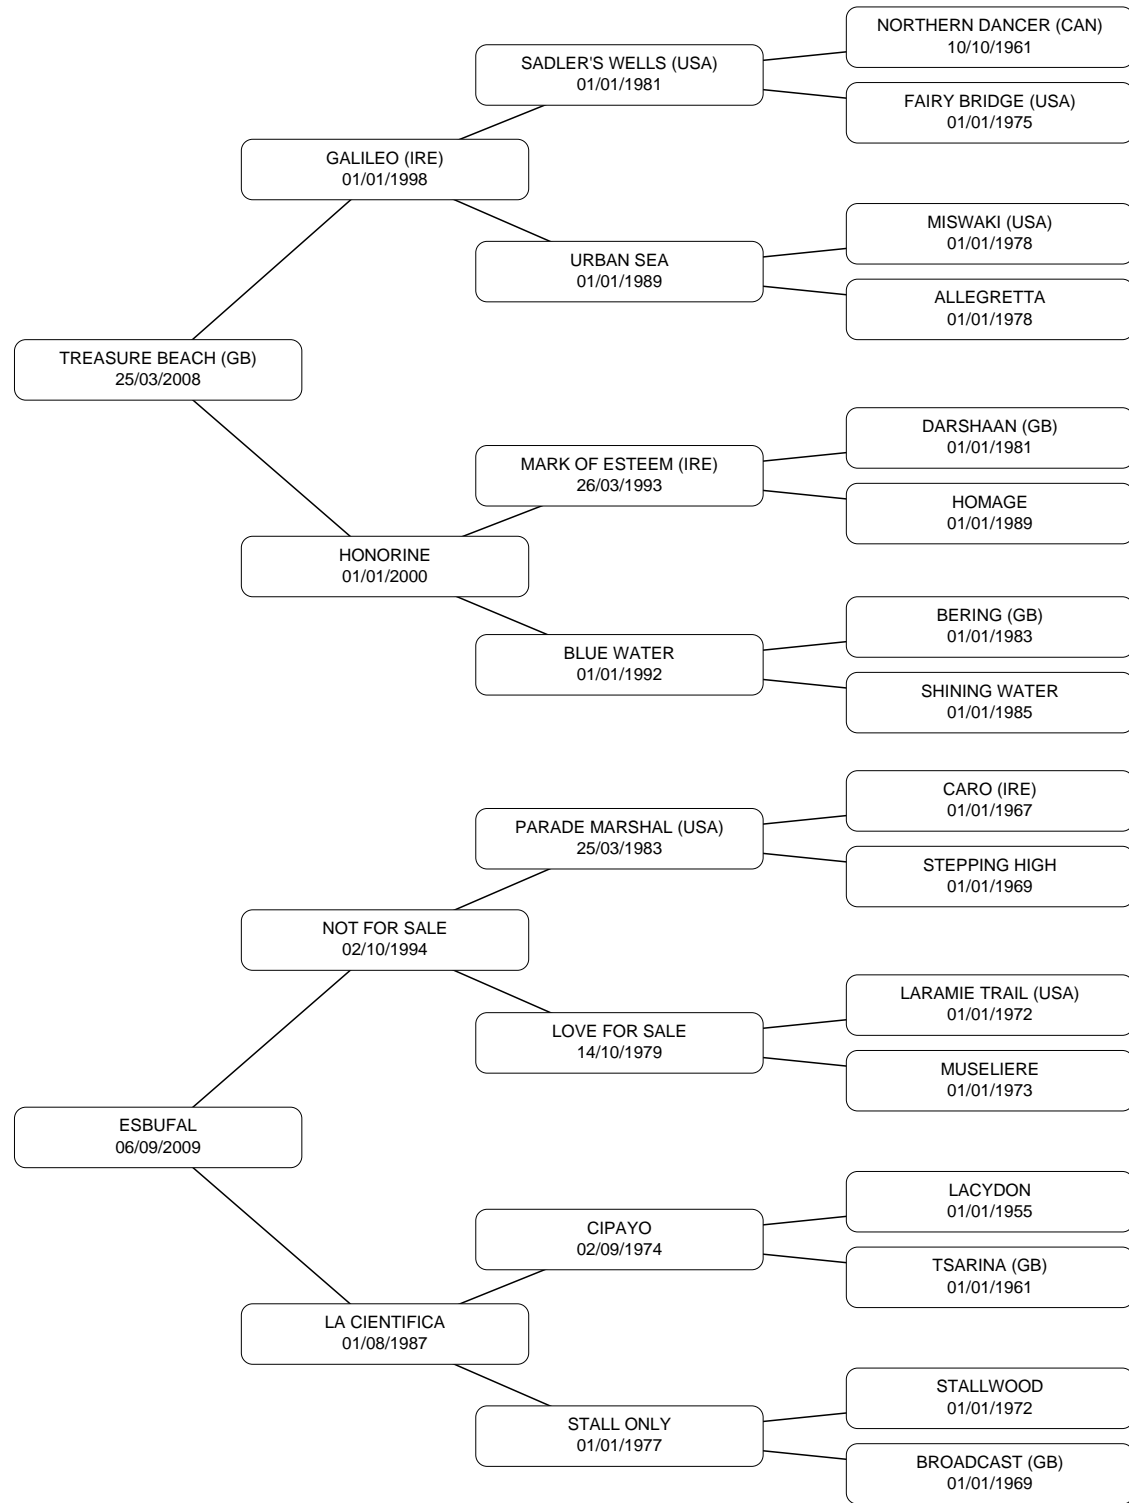 NORTHERN DANCER (CAN)
10/10/1961
SADLER'S WELLS (USA)
01/01/1981
FAIRY BRIDGE (USA)
01/01/1975
GALILEO (IRE)
01/01/1998
MISWAKI (USA)
01/01/1978
URBAN SEA
01/01/1989
ALLEGRETTA
01/01/1978
TREASURE BEACH (GB)
25/03/2008
DARSHAAN (GB)
01/01/1981
MARK OF ESTEEM (IRE)
26/03/1993
HOMAGE
01/01/1989
HONORINE
01/01/2000
BERING (GB)
01/01/1983
BLUE WATER
01/01/1992
SHINING WATER
01/01/1985
CARO (IRE)
01/01/1967
PARADE MARSHAL (USA)
25/03/1983
STEPPING HIGH
01/01/1969
NOT FOR SALE
02/10/1994
LARAMIE TRAIL (USA)
01/01/1972
LOVE FOR SALE
14/10/1979
MUSELIERE
01/01/1973
ESBUFAL
06/09/2009
LACYDON
01/01/1955
CIPAYO
02/09/1974
TSARINA (GB)
01/01/1961
LA CIENTIFICA
01/08/1987
STALLWOOD
01/01/1972
STALL ONLY
01/01/1977
BROADCAST (GB)
01/01/1969